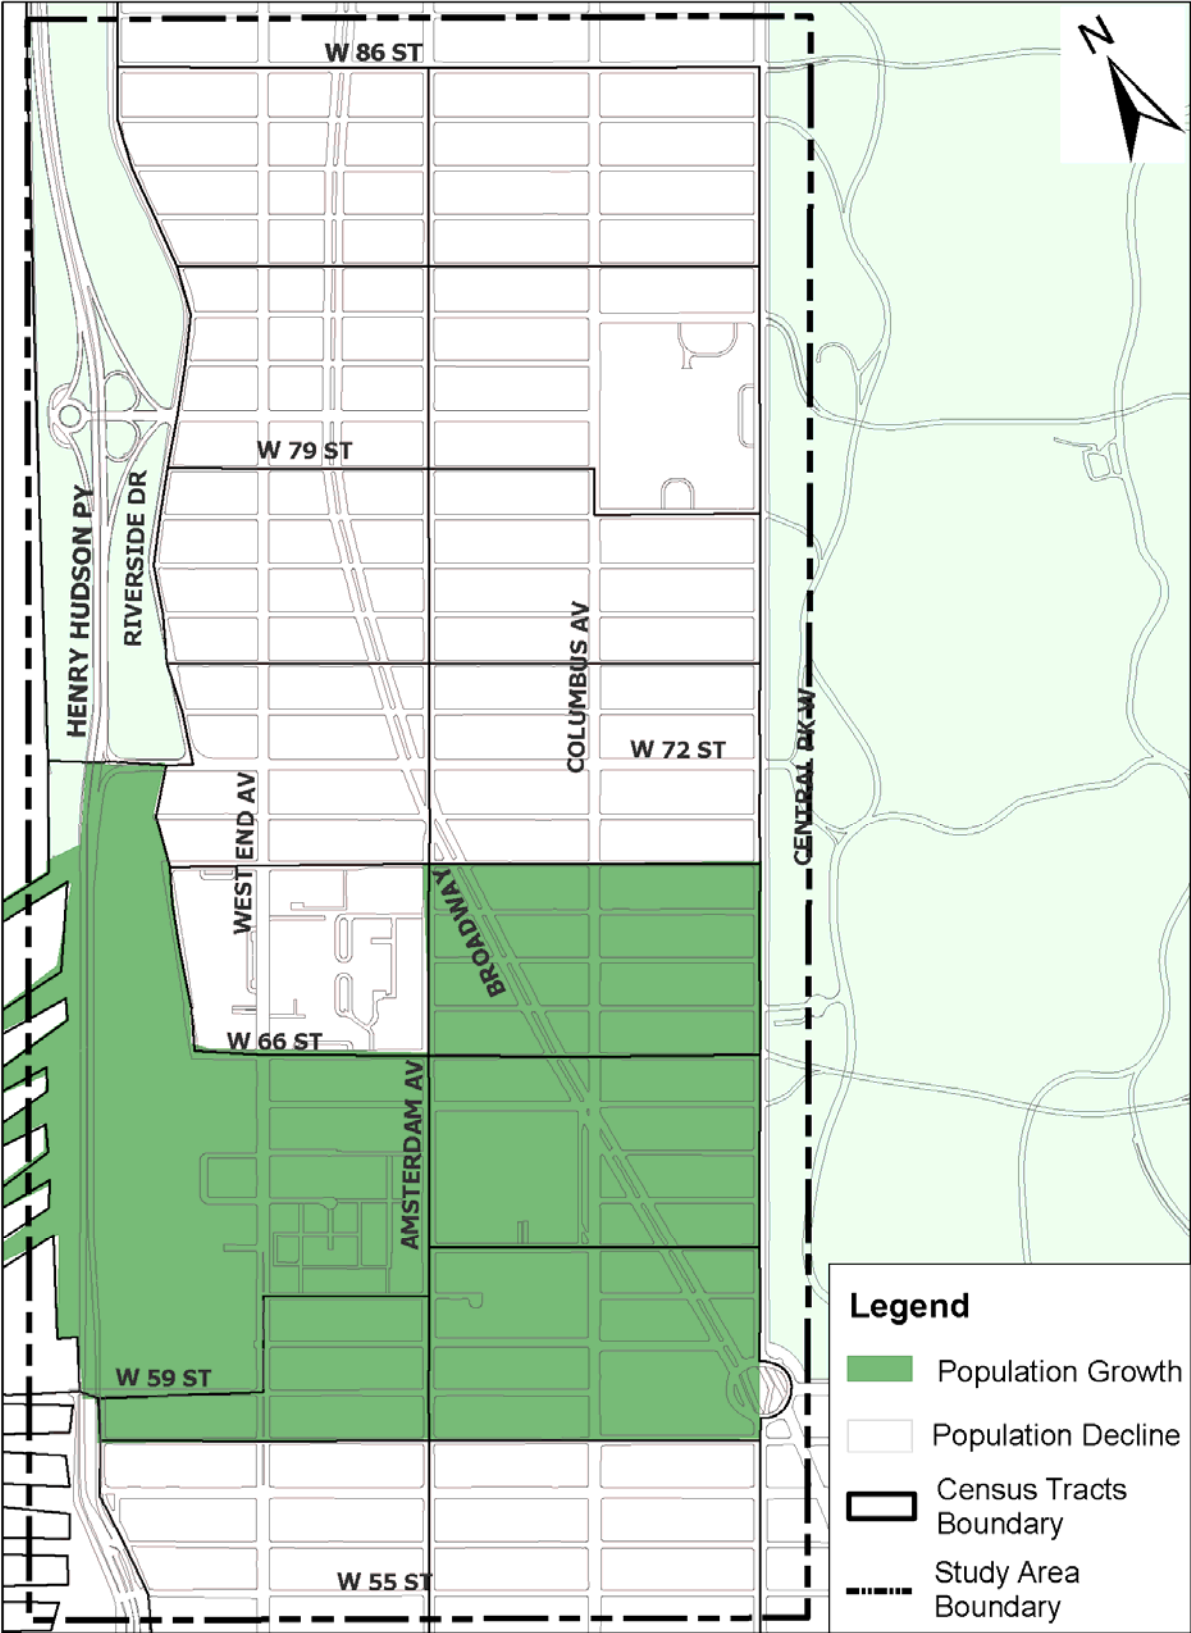 W 86 ST
N
W 79 ST
HENRY HUDSON PY
RIVERSIDE DR
COLUMBUS AV
W 72 ST
CENTRAL PK W
WEST END AV
BROADWAY
W 66 ST
AMSTERDAM AV
W 59 ST
W 55 ST
Legend
Population Growth
Population Decline
Census Tracts
Boundary
Study Area
Boundary